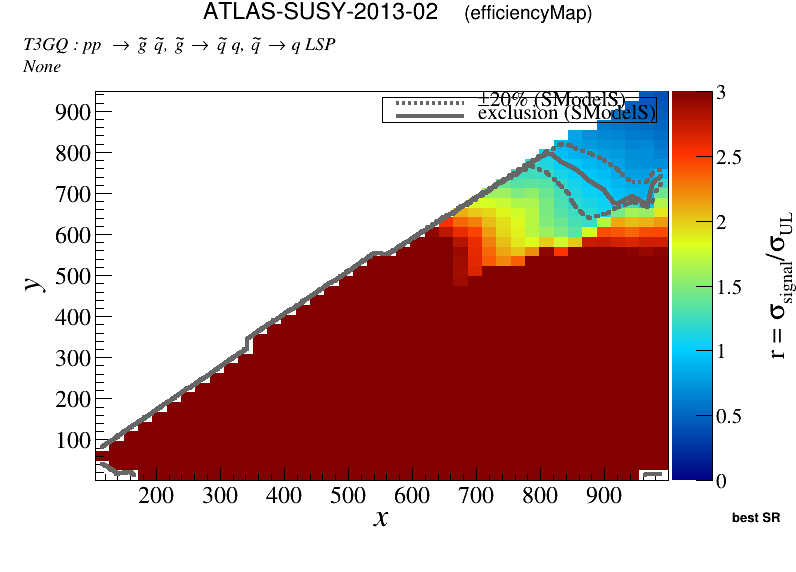 ATLAS-SUSY-2013-02 (efficiencyMap)
T3GQ : pp → g̃ q̃, g̃ → q̃ q, q̃ → q LSP
None
±20% (SModelS)
exclusion (SModelS)
900
800
700
600
500
400
300
200
100
y
200 300 400 500 600 700 800 900
x
3
2.5
2
1.5
1
0.5
0
r = σsignal/σUL
best SR